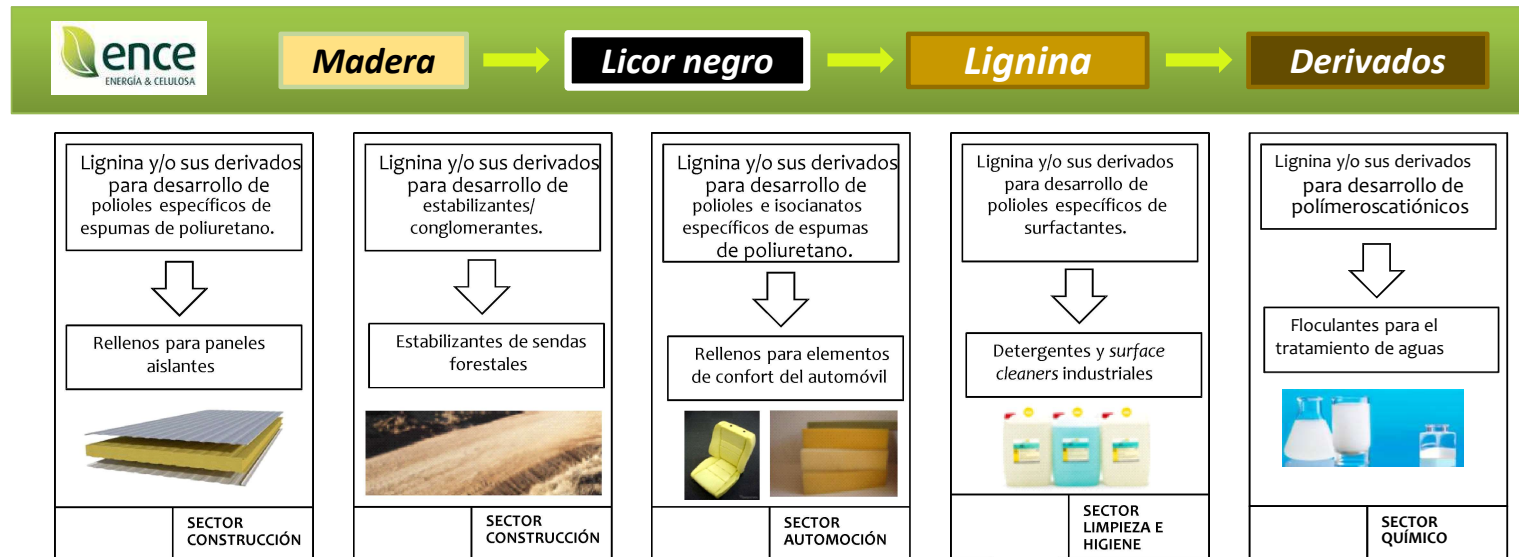 ence
ENERGÍA & CELULOSA
Madera
Licor negro
Lignina
Derivados
Lignina y/o sus derivados
para desarrollo de
polioles específicos de
espumas de poliuretano.
Rellenos para paneles
aislantes
SECTOR
CONSTRUCCIÓN
Lignina y/o sus derivados
para desarrollo de
estabilizantes/
conglomerantes.
Estabilizantes de sendas
forestales
SECTOR
CONSTRUCCIÓN
Lignina y/o sus derivados
para desarrollo de
polioles e isocianatos
específicos de espumas
de poliuretano.
Rellenos para elementos
de confort del automóvil
SECTOR
AUTOMOCIÓN
Lignina y/o sus derivados
para desarrollo de
polioles específicos de
surfactantes.
Detergentes y surface
cleaners industriales
SECTOR
LIMPIEZA E
HIGIENE
Lignina y/o sus derivados
para desarrollo de
polímeroscatiónicos
Floculantes para el
tratamiento de aguas
SECTOR
QUÍMICO